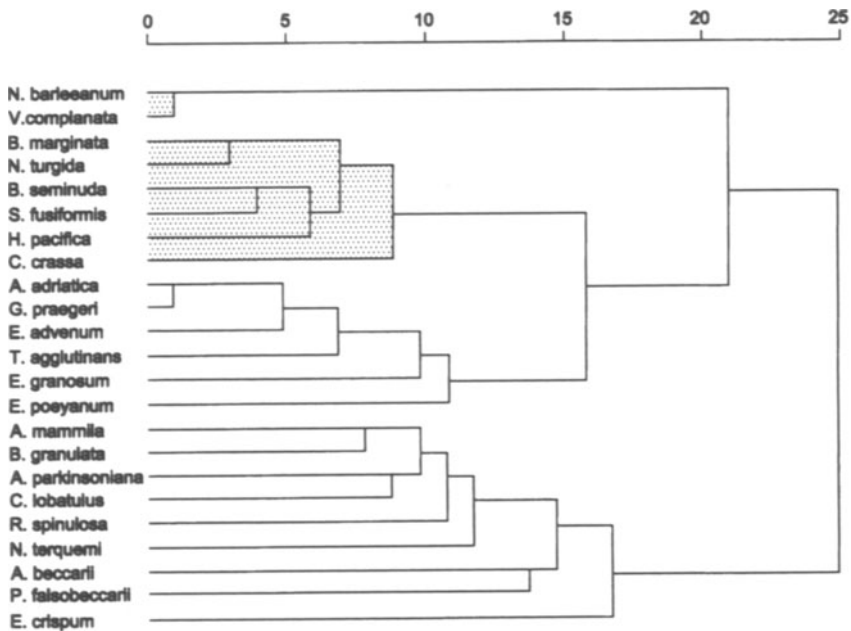 0 5 10 15 20 25
N. barleeanum
V.complanata
B. marginata
N. turgida
B. seminuda
S. fusiformis
H. pacifica
C. crassa
A. adriatica
G. praegeri
E. advenum
T. agglutinans
E. granosum
E. poeyanum
A. mammila
B. granulata
A. parkinsoniana
C. lobatulus
R. spinulosa
N. terquemi
A. beccarii
P. falsobeccarii
E. crispum